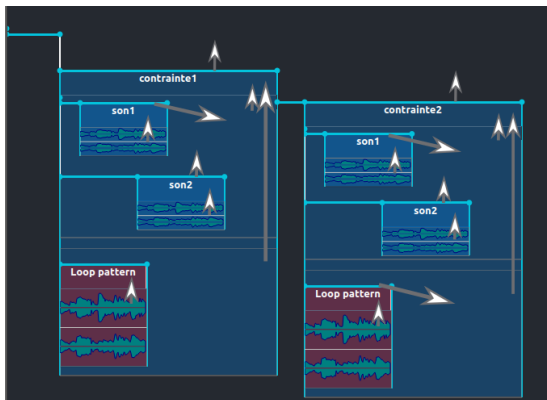 contrainte1
son1
son2
Loop pattern
contrainte2
son1
son2
Loop pattern